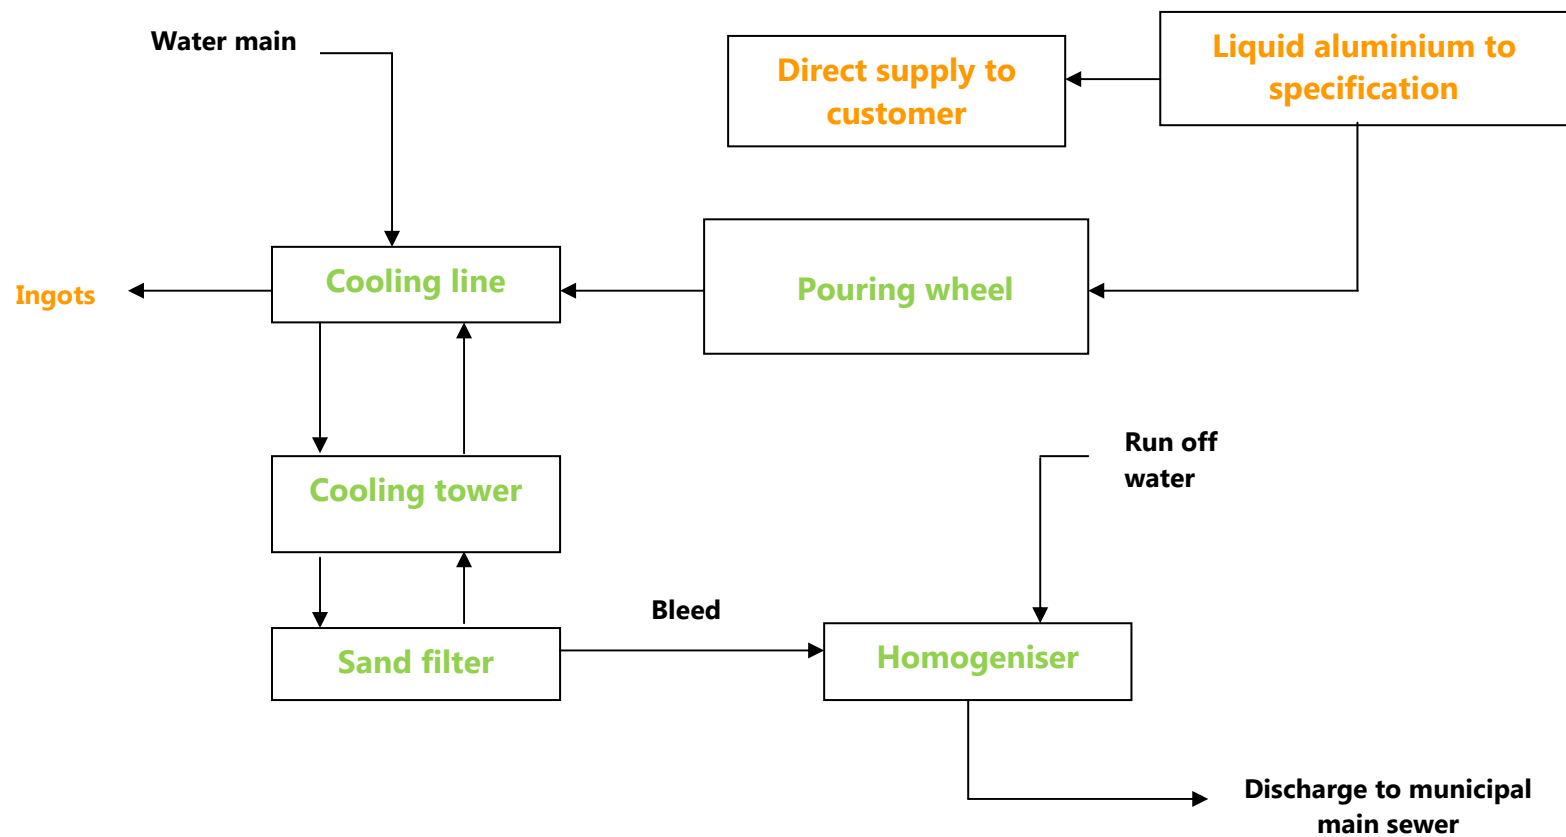 Water main
Liquid aluminium to
specification
Direct supply to
customer
Cooling line
Pouring wheel
Ingots
Run off
water
Cooling tower
Bleed
Sand filter
Homogeniser
Discharge to municipal
main sewer